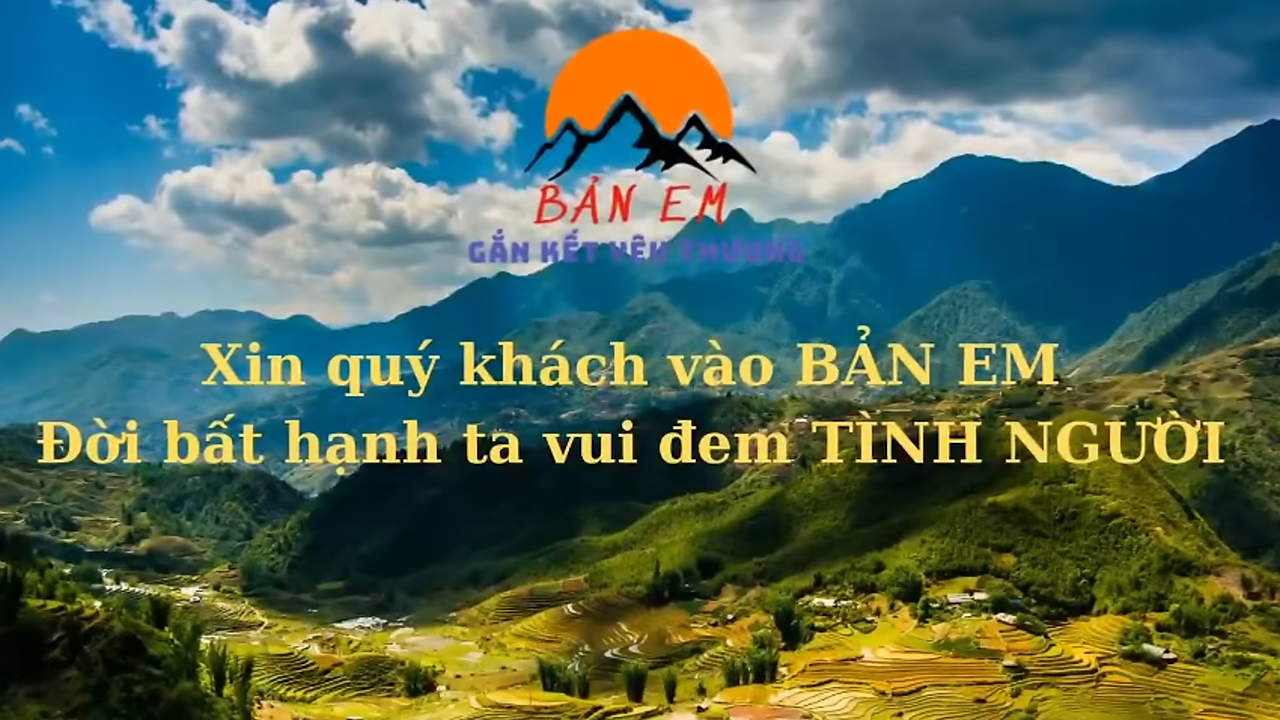 BẢN EM
GẮN KẾT YÊU THƯƠNG
Xin quý khách vào BẢN EM
Đời bất hạnh ta vui đem TÌNH NGƯỜI